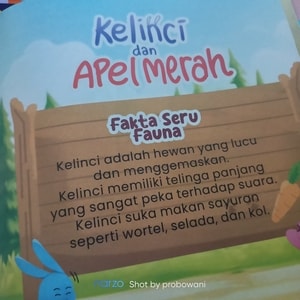 Kelinci
dan
Apel Merah
Fakta Seru
Fauna
Kelinci adalah hewan yang lucu
dan menggemaskan.
Kelinci memiliki telinga panjang
yang sangat peka terhadap suara.
Kelinci suka makan sayuran
seperti wortel, selada, dan kol.
Shot by probowani